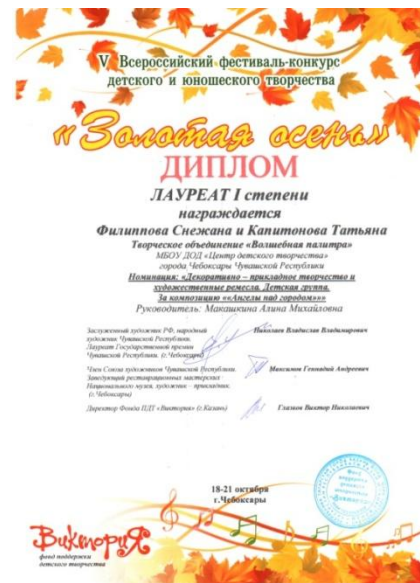 V Всероссийский фестиваль-конкурс
детского и юношеского творчества
"Золотая осень"
ДИПЛОМ
ЛАУРЕАТ I степени
награждается
Филиппова Снежана и Капитонова Татьяна
Творческое объединение «Волшебная палитра»
МБОУ ДОД «Центр детского творчества»
города Чебоксары Чувашской Республики
Номинация: «Декоративно – прикладное творчество и
художественные ремесла. Детская группа.
За композицию ««Ангелы над городом»»»
Руководитель: Макашкина Алина Михайловна
Заслуженный художник РФ, народный
художник Чувашской Республики.
Лауреат Государственной премии
Чувашской Республики. (г.Чебоксары)
Николаев Владислав Владимирович
Член Союза художников Чувашской Республики.
Заведующий реставрационных мастерских
Национального музея, художник – прикладник.
(г.Чебоксары)
Максимов Геннадий Андреевич
Директор Фонда ПДТ «Виктория» (г.Казань)
Глазков Виктор Николаевич
18-21 октября
г.Чебоксары
Виктория
фонд поддержки
детского творчества